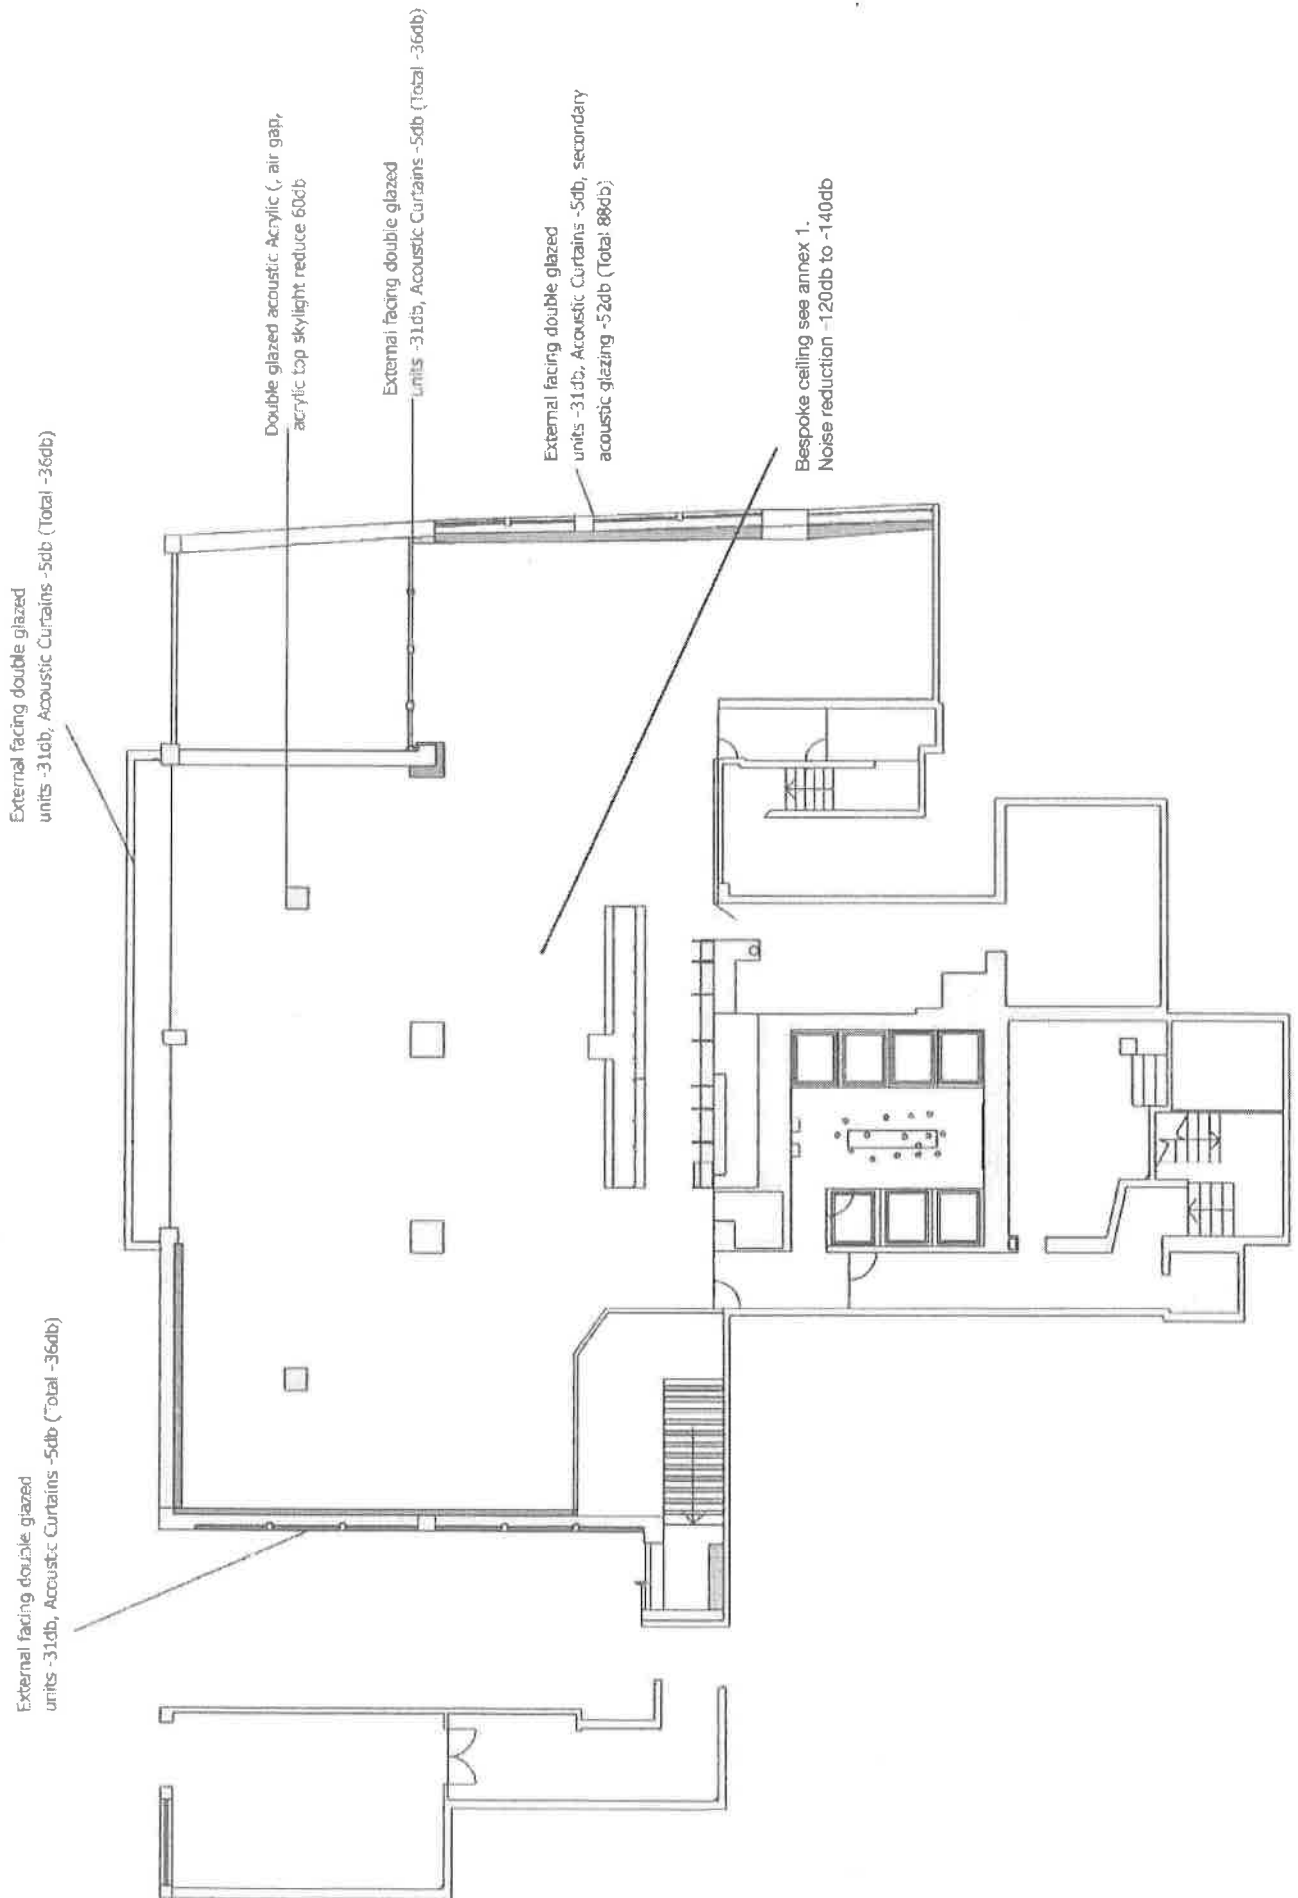 External facing double glazed
units -31db, Acoustic Curtains -5db (Total -36db)
External facing double glazed
units -31db, Acoustic Curtains -5db (Total -36db)
Double glazed acoustic Acrylic (, air gap,
acrylic top skylight reduce 60db
External facing double glazed
units -31db, Acoustic Curtains -5db (Total -36db)
External facing double glazed
units -31db, Acoustic Curtains -5db, secondary
acoustic glazing -52db (Total 88db)
Bespoke ceiling see annex 1.
Noise reduction -120db to -140db